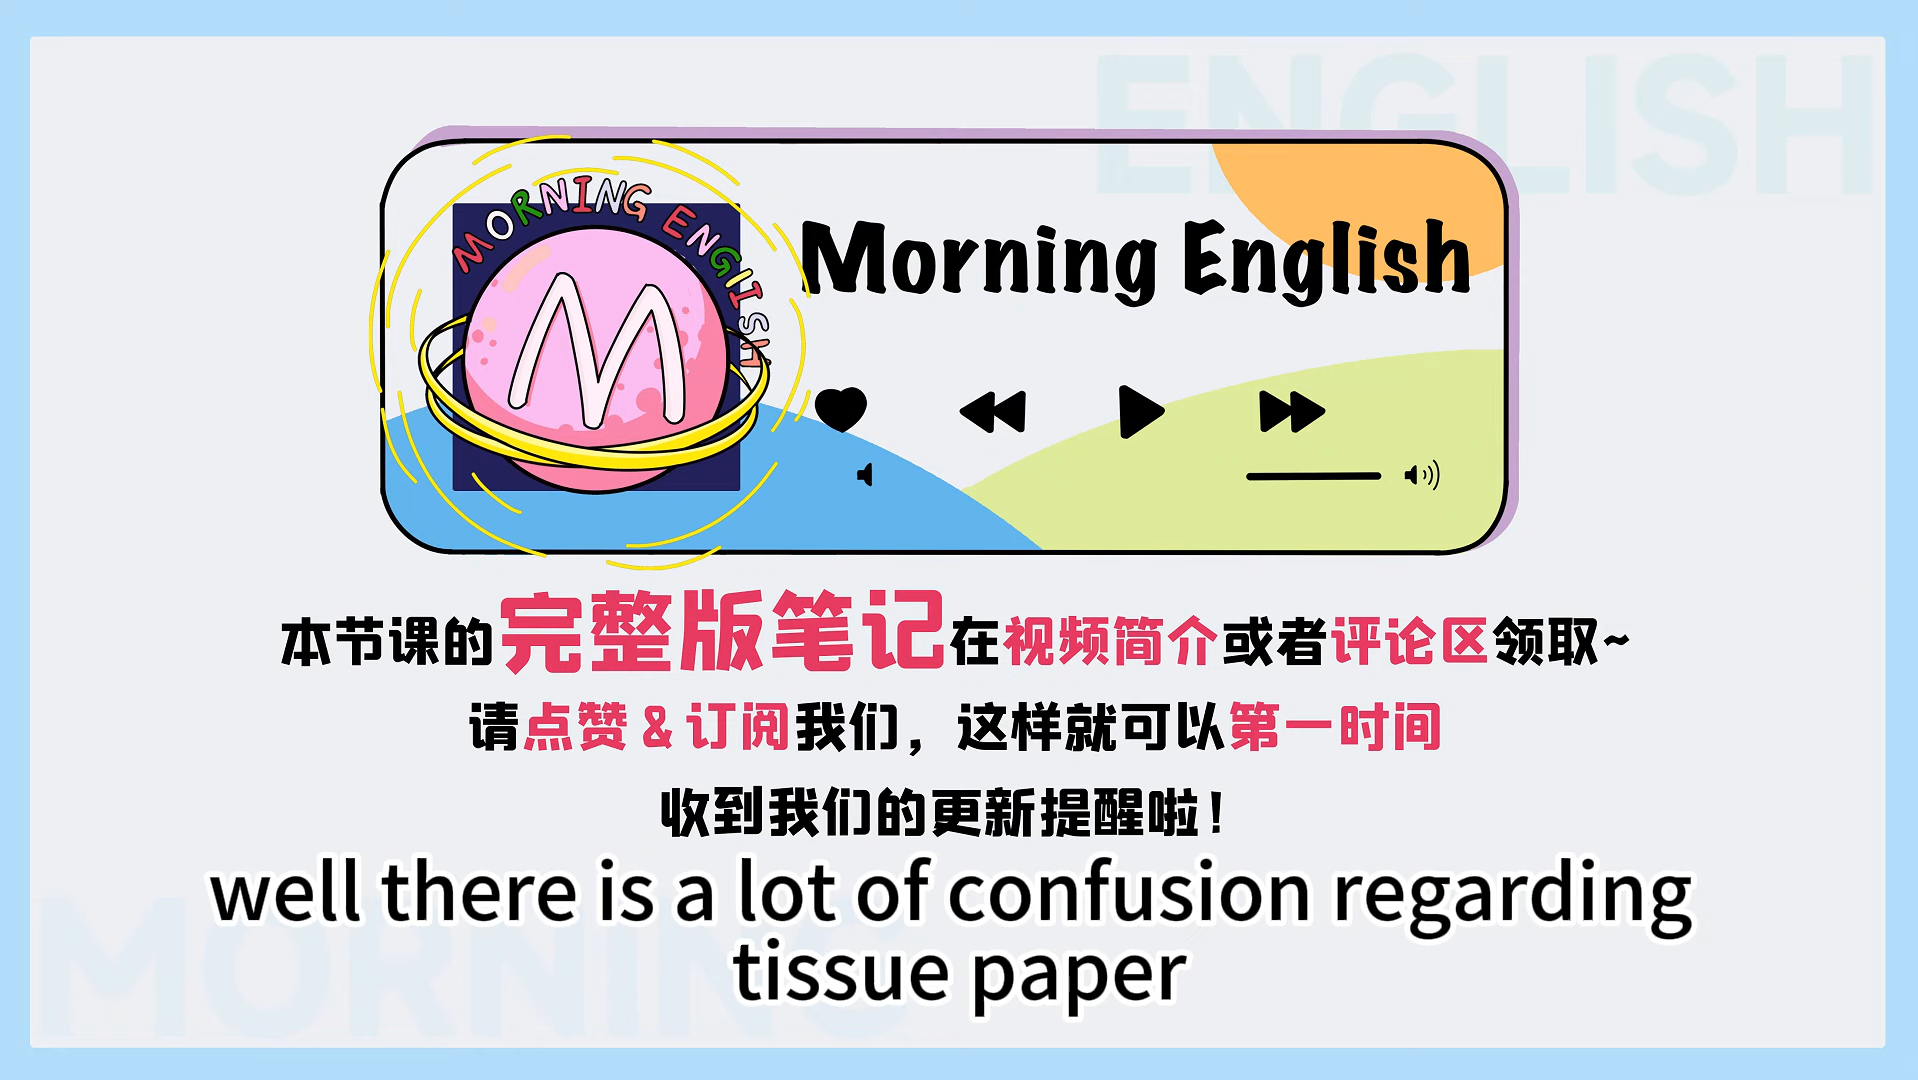 ENGLISH
MORNING ENGLISH
M
Morning English
本节课的完整版笔记在视频简介或者评论区领取~
请点赞&订阅我们，这样就可以第一时间
收到我们的更新提醒啦！
well there is a lot of confusion regarding
tissue paper
MORNING